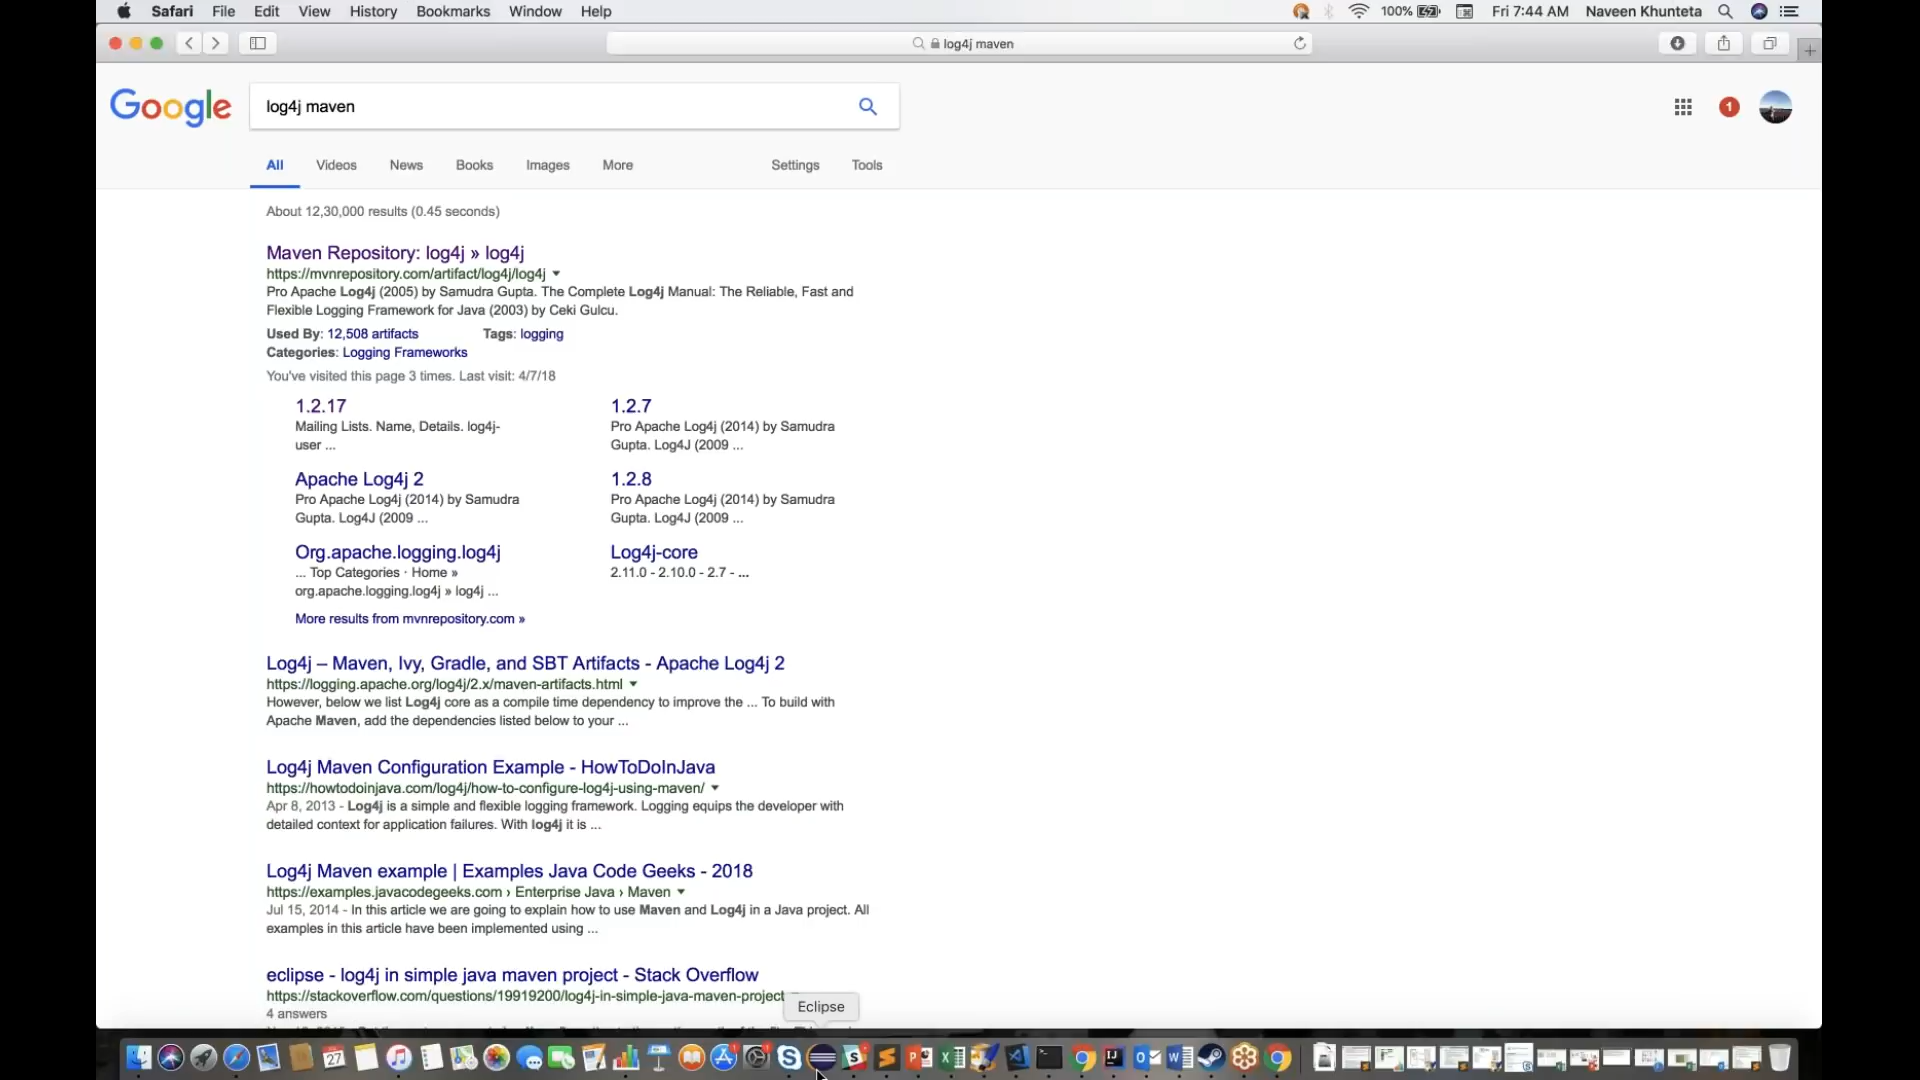 Safari File Edit View History Bookmarks Window Help 100% Fri 7:44 AM Naveen Khunteta
log4j maven
Google log4j maven 1
All Videos News Books Images More Settings Tools
About 12,30,000 results (0.45 seconds)
Maven Repository: log4j » log4j
https://mvnrepository.com/artifact/log4j/log4j
Pro Apache Log4j (2005) by Samudra Gupta. The Complete Log4j Manual: The Reliable, Fast and
Flexible Logging Framework for Java (2003) by Ceki Gulcu.
Used By: 12,508 artifacts Tags: logging
Categories: Logging Frameworks
You've visited this page 3 times. Last visit: 4/7/18
1.2.17
Mailing Lists. Name, Details. log4j-
user ...
1.2.7
Pro Apache Log4j (2014) by Samudra
Gupta. Log4J (2009 ...
Apache Log4j 2
Pro Apache Log4j (2014) by Samudra
Gupta. Log4J (2009 ...
1.2.8
Pro Apache Log4j (2014) by Samudra
Gupta. Log4J (2009 ...
Org.apache.logging.log4j
... Top Categories · Home »
org.apache.logging.log4j » log4j ...
Log4j-core
2.11.0 - 2.10.0 - 2.7 - ...
More results from mvnrepository.com »
Log4j – Maven, Ivy, Gradle, and SBT Artifacts - Apache Log4j 2
https://logging.apache.org/log4j/2.x/maven-artifacts.html
However, below we list Log4j core as a compile time dependency to improve the ... To build with
Apache Maven, add the dependencies listed below to your ...
Log4j Maven Configuration Example - HowToDoInJava
https://howtodoinjava.com/log4j/how-to-configure-log4j-using-maven/
Apr 8, 2013 - Log4j is a simple and flexible logging framework. Logging equips the developer with
detailed context for application failures. With log4j it is ...
Log4j Maven example | Examples Java Code Geeks - 2018
https://examples.javacodegeeks.com › Enterprise Java › Maven
Jul 15, 2014 - In this article we are going to explain how to use Maven and Log4j in a Java project. All
examples in this article have been implemented using ...
eclipse - log4j in simple java maven project - Stack Overflow
https://stackoverflow.com/questions/19919200/log4j-in-simple-java-maven-project
4 answers
Eclipse
27